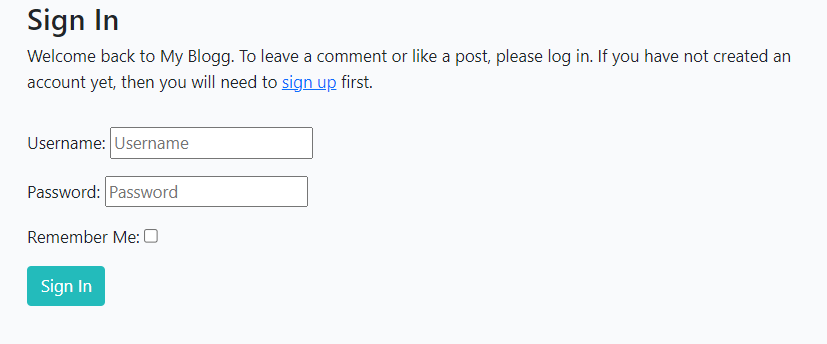 Sign In
Welcome back to My Blogg. To leave a comment or like a post, please log in. If you have not created an
account yet, then you will need to sign up first.
Username: Username
Password: Password
Remember Me:
Sign In